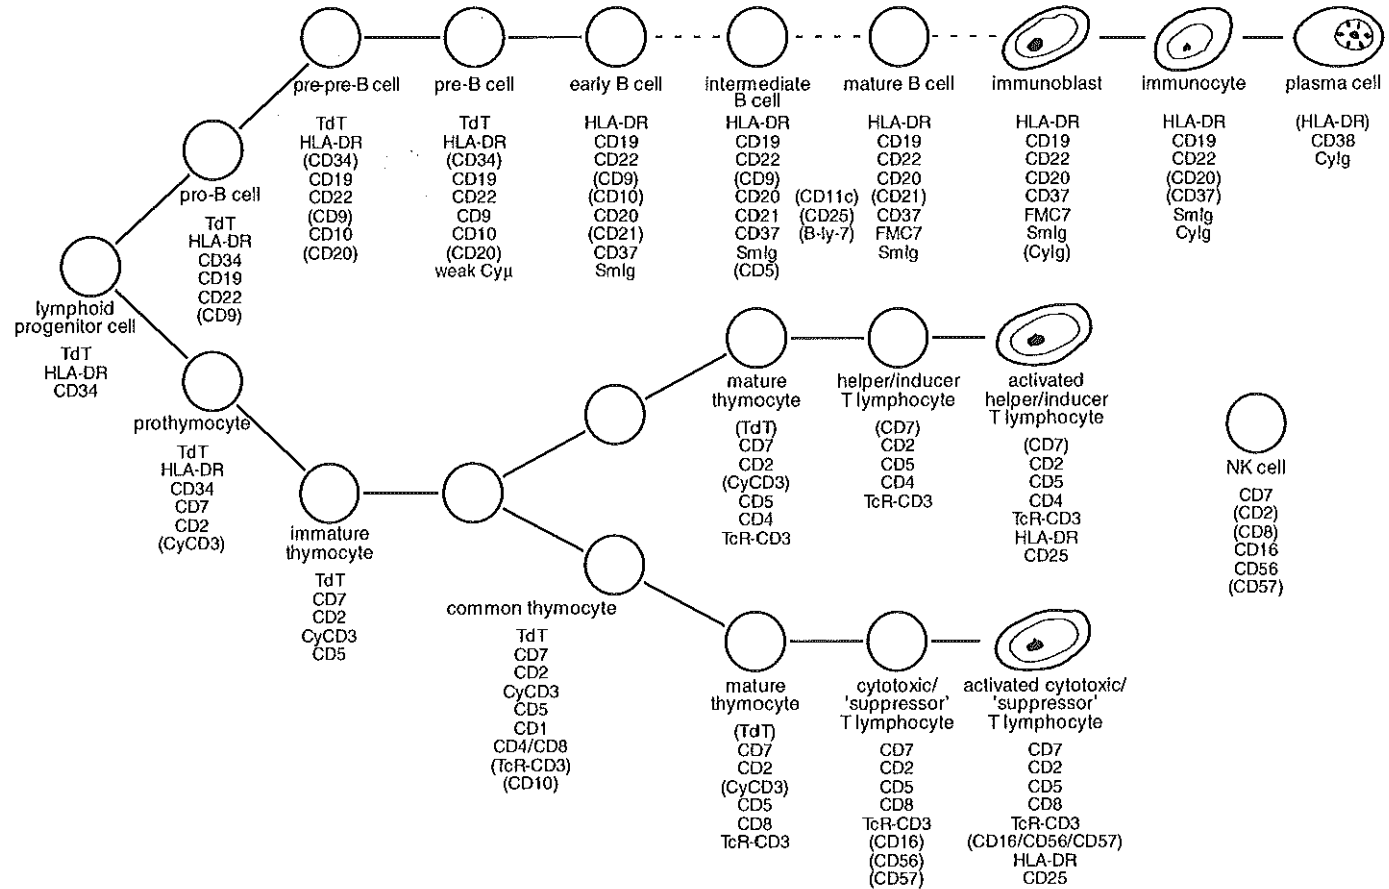 pre-pre-B cell
TdT
HLA-DR
(CD34)
CD19
CD22
(CD9)
CD10
(CD20)
pre-B cell
TdT
HLA-DR
(CD34)
CD19
CD22
CD9
CD10
(CD20)
weak Cyμ
early B cell
HLA-DR
CD19
CD22
(CD9)
(CD10)
CD20
(CD21)
CD37
SmIg
intermediate
B cell
HLA-DR
CD19
CD22
(CD9)
CD20
CD21
CD37
SmIg
(CD5)
(CD11c)
(CD25)
(B-ly-7)
mature B cell
HLA-DR
CD19
CD22
CD20
(CD21)
CD37
FMC7
SmIg
immunoblast
HLA-DR
CD19
CD22
CD20
CD37
FMC7
SmIg
(CyIg)
immunocyte
HLA-DR
CD19
CD22
(CD20)
(CD37)
SmIg
CyIg
plasma cell
(HLA-DR)
CD38
CyIg
pro-B cell
TdT
HLA-DR
CD34
CD19
CD22
(CD9)
lymphoid
progenitor cell
TdT
HLA-DR
CD34
prothymocyte
TdT
HLA-DR
CD34
CD7
CD2
(CyCD3)
immature
thymocyte
TdT
CD7
CD2
CyCD3
CD5
common thymocyte
TdT
CD7
CD2
CyCD3
CD5
CD1
CD4/CD8
(TcR-CD3)
(CD10)
mature
thymocyte
(TdT)
CD7
CD2
(CyCD3)
CD5
CD4
TcR-CD3
helper/inducer
T lymphocyte
(CD7)
CD2
CD5
CD4
TcR-CD3
activated
helper/inducer
T lymphocyte
(CD7)
CD2
CD5
CD4
TcR-CD3
HLA-DR
CD25
NK cell
CD7
(CD2)
(CD8)
CD16
CD56
(CD57)
mature
thymocyte
(TdT)
CD7
CD2
(CyCD3)
CD5
CD8
TcR-CD3
cytotoxic/
'suppressor'
T lymphocyte
CD7
CD2
CD5
CD8
TcR-CD3
(CD16)
(CD56)
(CD57)
activated cytotoxic/
'suppressor'
T lymphocyte
CD7
CD2
CD5
CD8
TcR-CD3
(CD16/CD56/CD57)
HLA-DR
CD25